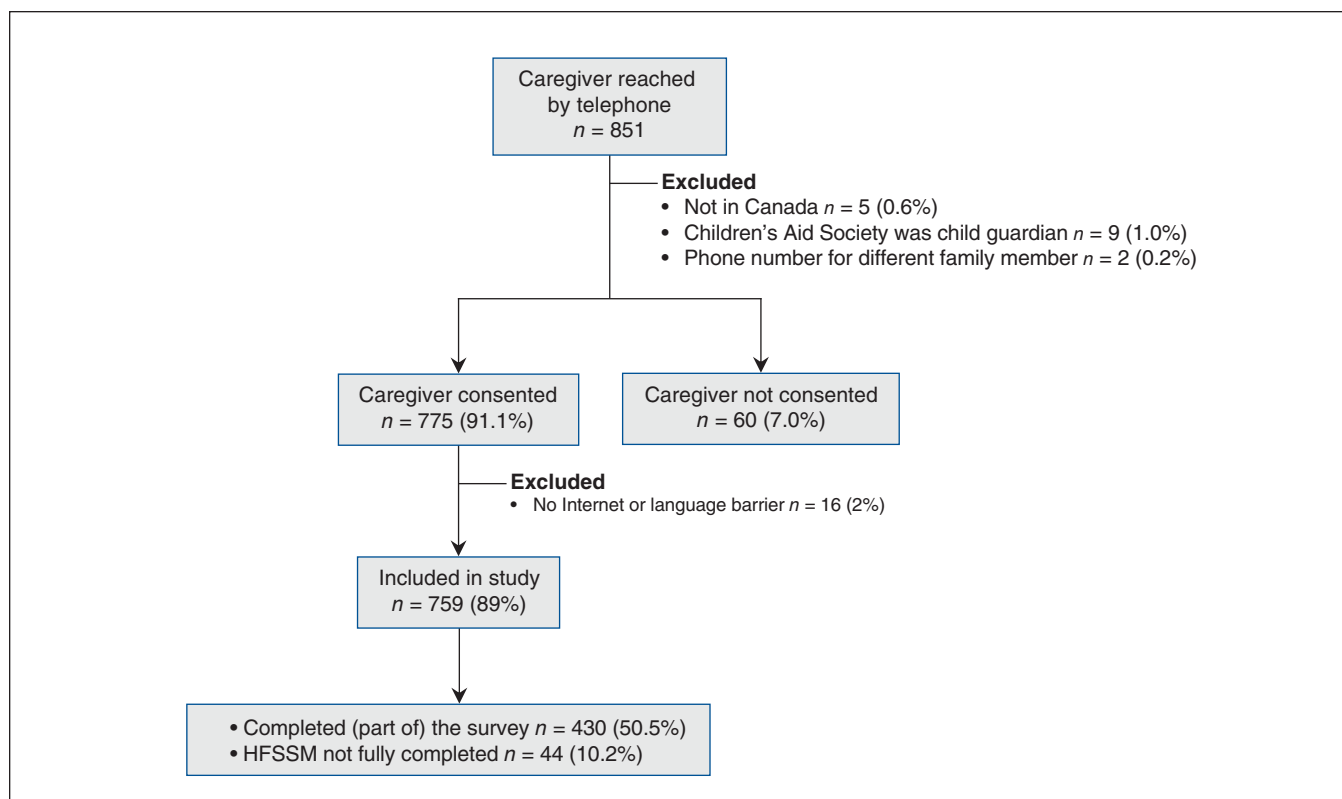 Caregiver reached
by telephone
n = 851
Excluded
• Not in Canada n = 5 (0.6%)
• Children’s Aid Society was child guardian n = 9 (1.0%)
• Phone number for different family member n = 2 (0.2%)
Caregiver consented
n = 775 (91.1%)
Caregiver not consented
n = 60 (7.0%)
Excluded
• No Internet or language barrier n = 16 (2%)
Included in study
n = 759 (89%)
• Completed (part of) the survey n = 430 (50.5%)
• HFSSM not fully completed n = 44 (10.2%)